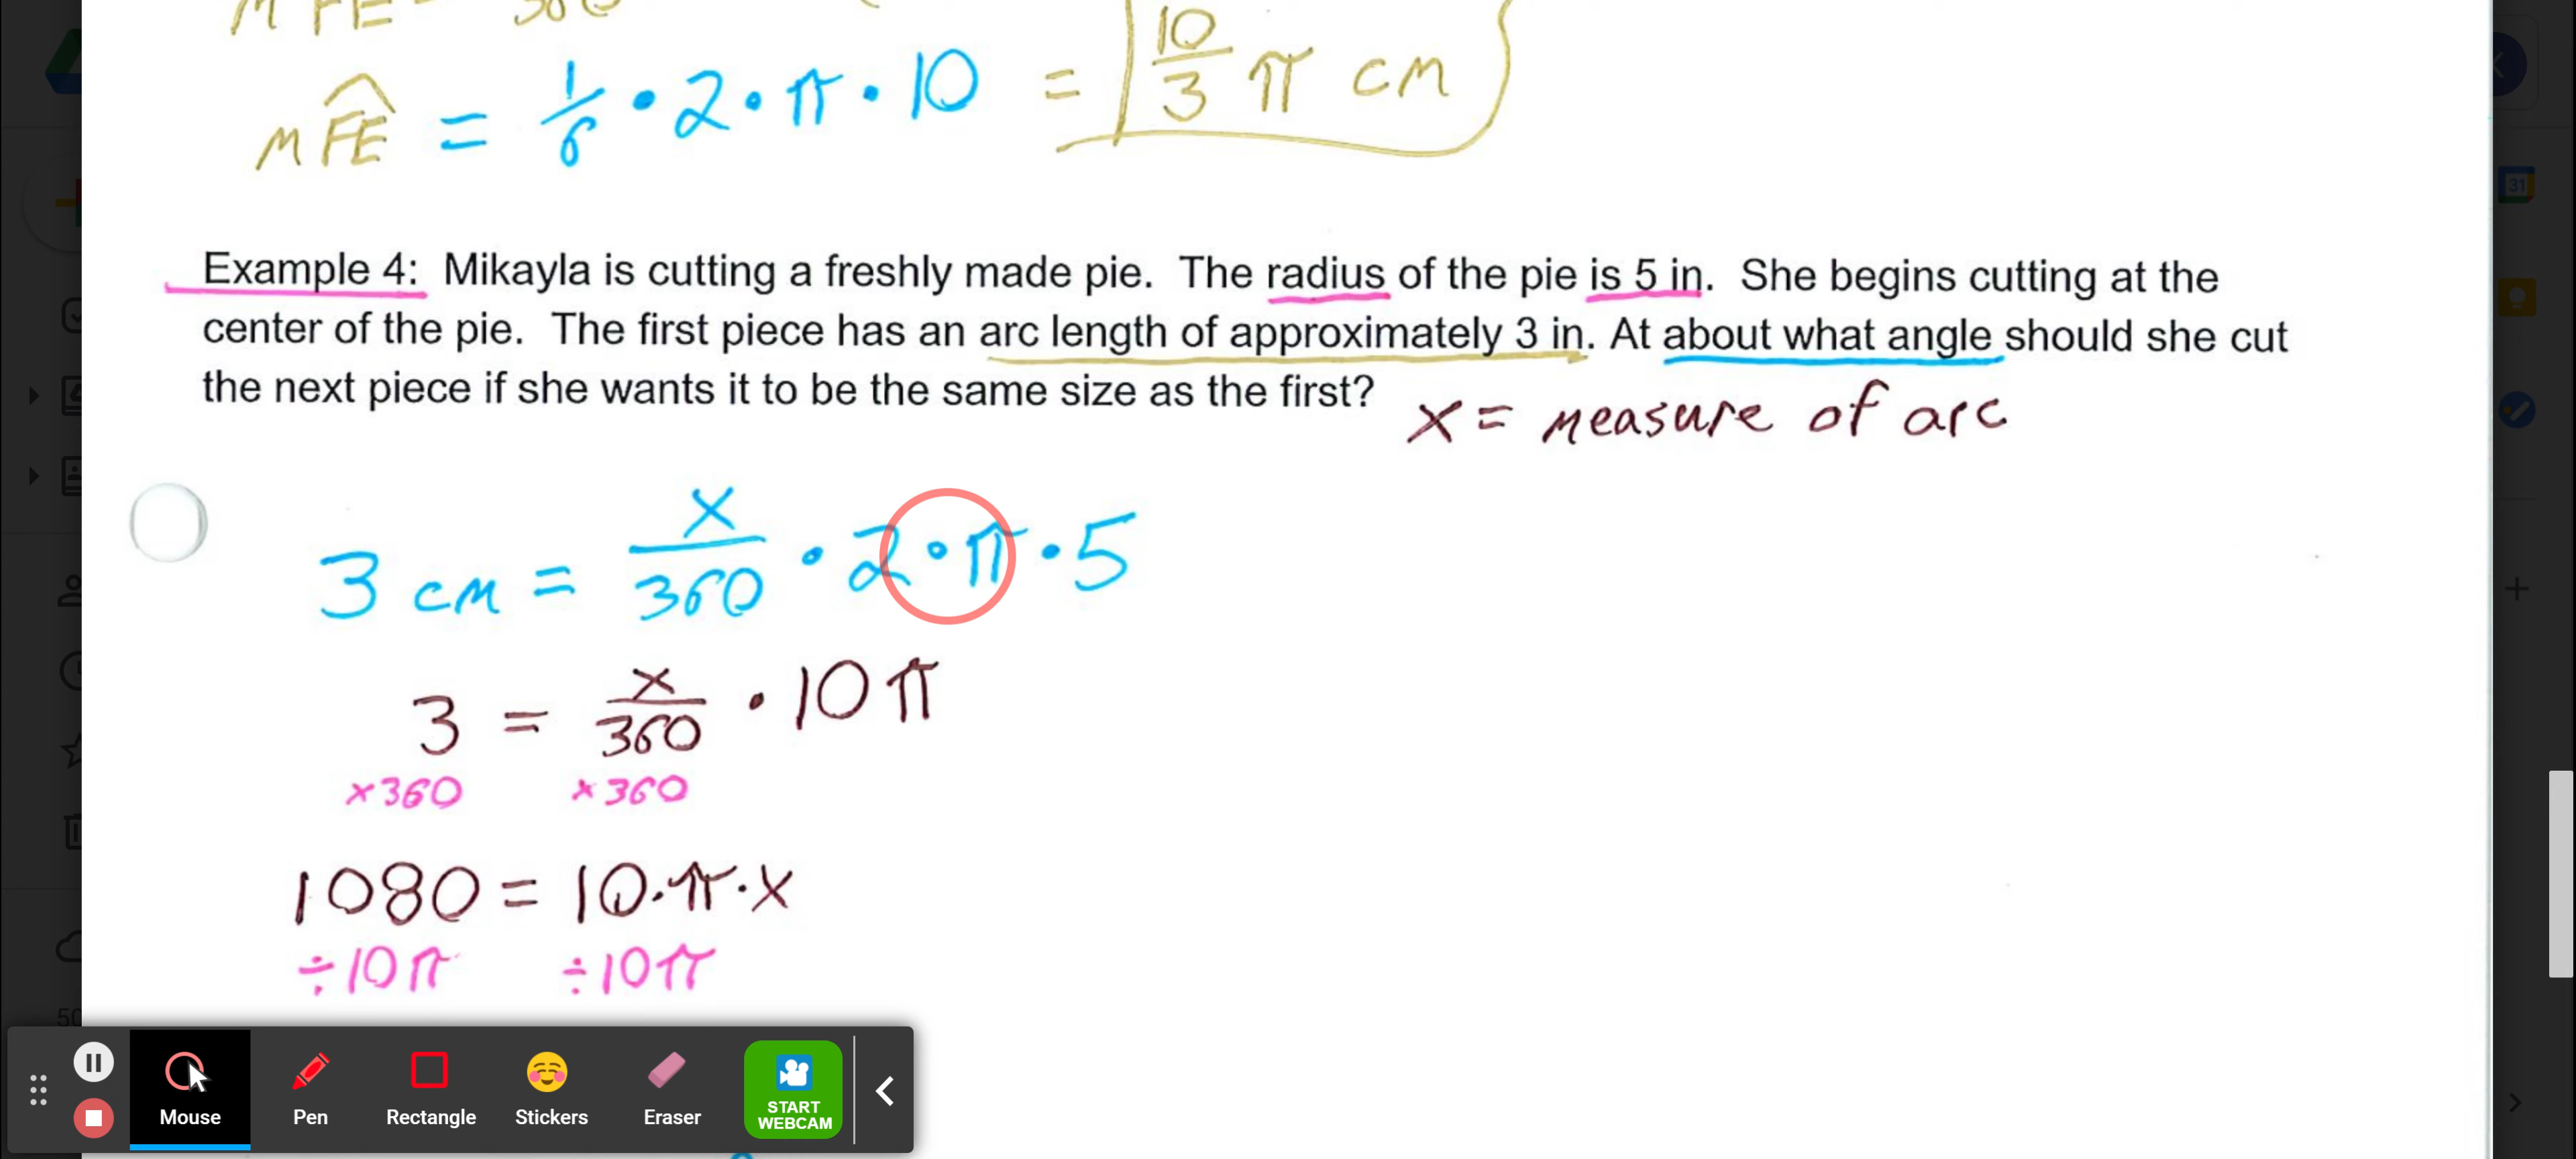 m FE = 1/6 • 2 • π • 10 = 10/3 π cm
Example 4: Mikayla is cutting a freshly made pie. The radius of the pie is 5 in. She begins cutting at the
center of the pie. The first piece has an arc length of approximately 3 in. At about what angle should she cut
the next piece if she wants it to be the same size as the first?
x = measure of arc
3 cm = x/360 • 2 • π • 5
3 = x/360 • 10π
×360 ×360
1080 = 10•π•x
÷10π ÷10π
Mouse Pen Rectangle Stickers Eraser START
WEBCAM
31